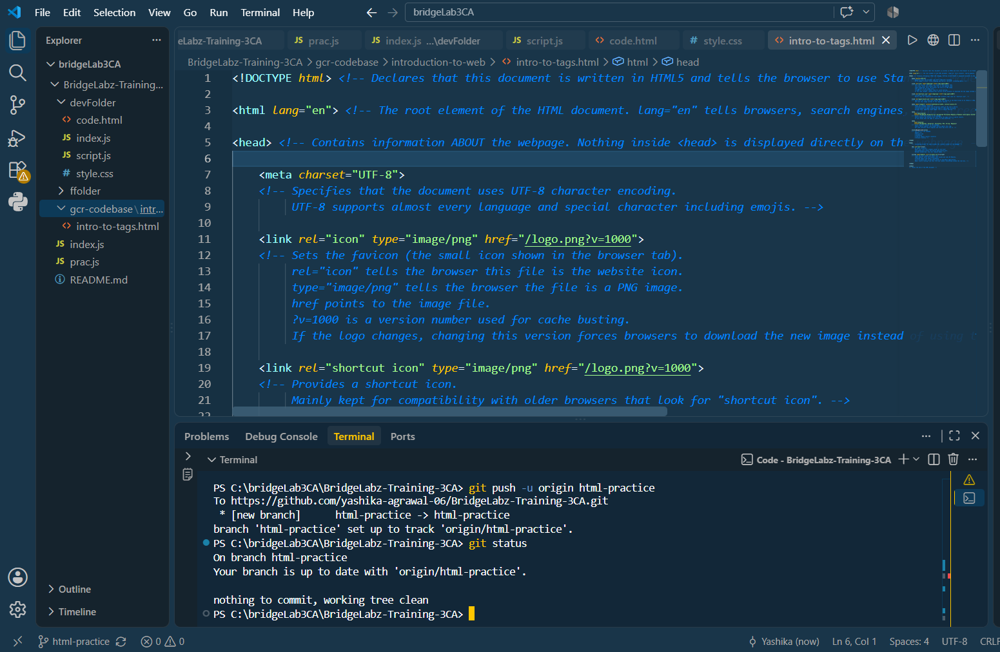 File Edit Selection View Go Run Terminal Help
bridgeLab3CA
Explorer
bridgeLab3CA
BridgeLabz-Training...
devFolder
code.html
JS index.js
JS script.js
# style.css
ffolder
gcr-codebase\intr...
intro-to-tags.html
JS index.js
JS prac.js
README.md
Outline
Timeline
eLabz-Training-3CA JS prac.js JS index.js ...\devFolder JS script.js code.html # style.css intro-to-tags.html
BridgeLabz-Training-3CA > gcr-codebase > introduction-to-web > intro-to-tags.html > html > head
1 <!DOCTYPE html> <!-- Declares that this document is written in HTML5 and tells the browser to use Sta
2
3 <html lang="en"> <!-- The root element of the HTML document. lang="en" tells browsers, search engines
4
5 <head> <!-- Contains information ABOUT the webpage. Nothing inside <head> is displayed directly on th
6
7 <meta charset="UTF-8">
8 <!-- Specifies that the document uses UTF-8 character encoding.
9 UTF-8 supports almost every language and special character including emojis. -->
10
11 <link rel="icon" type="image/png" href="/logo.png?v=1000">
12 <!-- Sets the favicon (the small icon shown in the browser tab).
13 rel="icon" tells the browser this file is the website icon.
14 type="image/png" tells the browser the file is a PNG image.
15 href points to the image file.
16 ?v=1000 is a version number used for cache busting.
17 If the logo changes, changing this version forces browsers to download the new image instead of using
18
19 <link rel="shortcut icon" type="image/png" href="/logo.png?v=1000">
20 <!-- Provides a shortcut icon.
21 Mainly kept for compatibility with older browsers that look for "shortcut icon". -->
22
Problems Debug Console Terminal Ports
Terminal
Code - BridgeLabz-Training-3CA
PS C:\bridgeLab3CA\BridgeLabz-Training-3CA> git push -u origin html-practice
To https://github.com/yashika-agrawal-06/BridgeLabz-Training-3CA.git
* [new branch] html-practice -> html-practice
branch 'html-practice' set up to track 'origin/html-practice'.
PS C:\bridgeLab3CA\BridgeLabz-Training-3CA> git status
On branch html-practice
Your branch is up to date with 'origin/html-practice'.
nothing to commit, working tree clean
PS C:\bridgeLab3CA\BridgeLabz-Training-3CA>
html-practice 0 0 Yashika (now) Ln 6, Col 1 Spaces: 4 UTF-8 CRLF